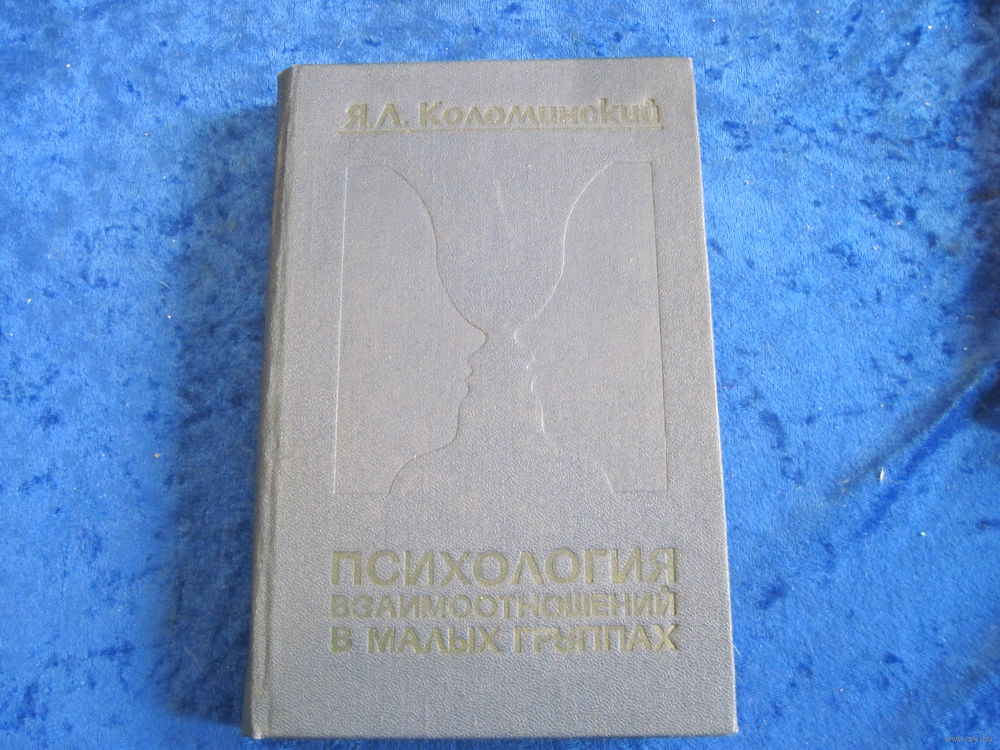 Я.Л. Коломинский
ПСИХОЛОГИЯ
ВЗАИМООТНОШЕНИЙ
В МАЛЫХ ГРУППАХ